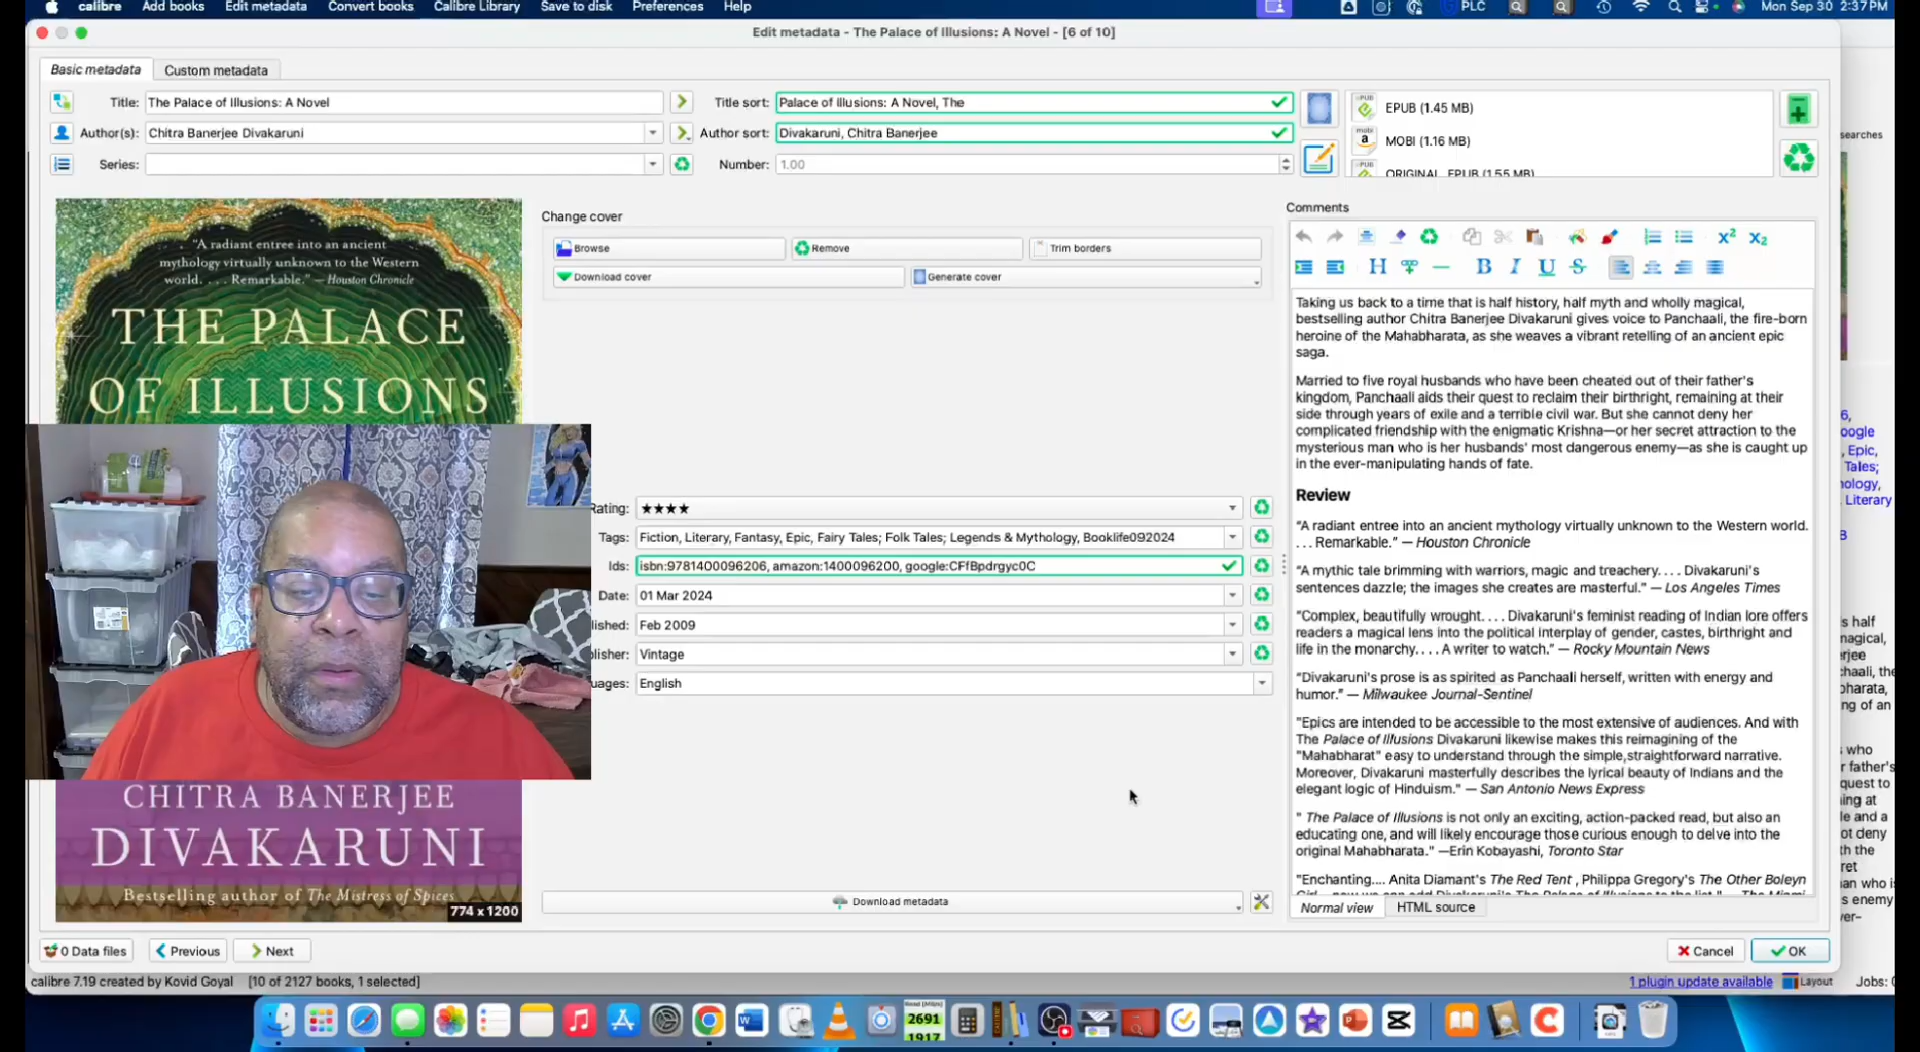 calibre Add books Edit metadata Convert books Calibre Library Save to disk Preferences Help PLC Mon Sep 30 2:37 PM
Edit metadata - The Palace of Illusions: A Novel - [6 of 10]
Basic metadata Custom metadata
Title: The Palace of Illusions: A Novel Title sort: Palace of Illusions: A Novel, The
Author(s): Chitra Banerjee Divakaruni Author sort: Divakaruni, Chitra Banerjee
Series: Number: 1.00
EPUB (1.45 MB)
MOBI (1.16 MB)
ORIGINAL_EPUB (1.55 MB)
searches
"A radiant entree into an ancient
mythology virtually unknown to the Western
world. . . . Remarkable." — Houston Chronicle
THE PALACE
OF ILLUSIONS
CHITRA BANERJEE
DIVAKARUNI
Bestselling author of The Mistress of Spices
774 x 1200
Change cover
Browse Remove Trim borders
Download cover Generate cover
Rating: ★★★★
Tags: Fiction, Literary, Fantasy, Epic, Fairy Tales; Folk Tales; Legends & Mythology, Booklife092024
Ids: isbn:9781400096206, amazon:1400096200, google:CFfBpdrgyc0C
Date: 01 Mar 2024
lished: Feb 2009
lisher: Vintage
uages: English
Download metadata
Comments
Taking us back to a time that is half history, half myth and wholly magical,
bestselling author Chitra Banerjee Divakaruni gives voice to Panchaali, the fire-born
heroine of the Mahabharata, as she weaves a vibrant retelling of an ancient epic
saga.
Married to five royal husbands who have been cheated out of their father's
kingdom, Panchaali aids their quest to reclaim their birthright, remaining at their
side through years of exile and a terrible civil war. But she cannot deny her
complicated friendship with the enigmatic Krishna—or her secret attraction to the
mysterious man who is her husbands' most dangerous enemy—as she is caught up
in the ever-manipulating hands of fate.
Review
"A radiant entree into an ancient mythology virtually unknown to the Western world.
. . . Remarkable." — Houston Chronicle
"A mythic tale brimming with warriors, magic and treachery. . . . Divakaruni's
sentences dazzle; the images she creates are masterful." — Los Angeles Times
"Complex, beautifully wrought. . . . Divakaruni's feminist reading of Indian lore offers
readers a magical lens into the political interplay of gender, castes, birthright and
life in the monarchy. . . . A writer to watch." — Rocky Mountain News
"Divakaruni's prose is as spirited as Panchaali herself, written with energy and
humor." — Milwaukee Journal-Sentinel
"Epics are intended to be accessible to the most extensive of audiences. And with
The Palace of Illusions Divakaruni likewise makes this reimagining of the
"Mahabharat" easy to understand through the simple,straightforward narrative.
Moreover, Divakaruni masterfully describes the lyrical beauty of Indians and the
elegant logic of Hinduism." — San Antonio News Express
" The Palace of Illusions is not only an exciting, action-packed read, but also an
educating one, and will likely encourage those curious enough to delve into the
original Mahabharata." —Erin Kobayashi, Toronto Star
"Enchanting.... Anita Diamant's The Red Tent , Philippa Gregory's The Other Boleyn
Normal view HTML source
0 Data files Previous Next Cancel OK
calibre 7.19 created by Kovid Goyal [10 of 2127 books, 1 selected] 1 plugin update available Layout Jobs:
2691
1917